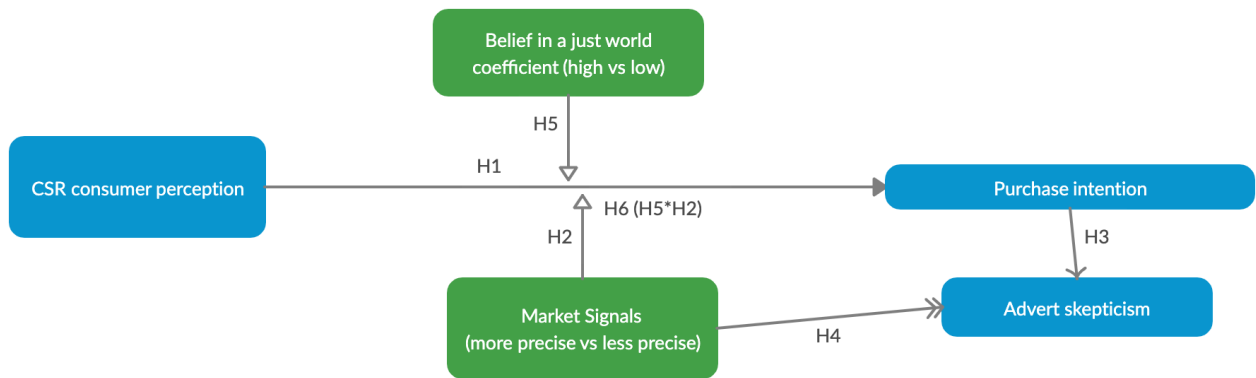 Belief in a just world
coefficient (high vs low)
H5
H1
CSR consumer perception
Purchase intention
H6 (H5*H2)
H2
H3
Market Signals
(more precise vs less precise)
Advert skepticism
H4